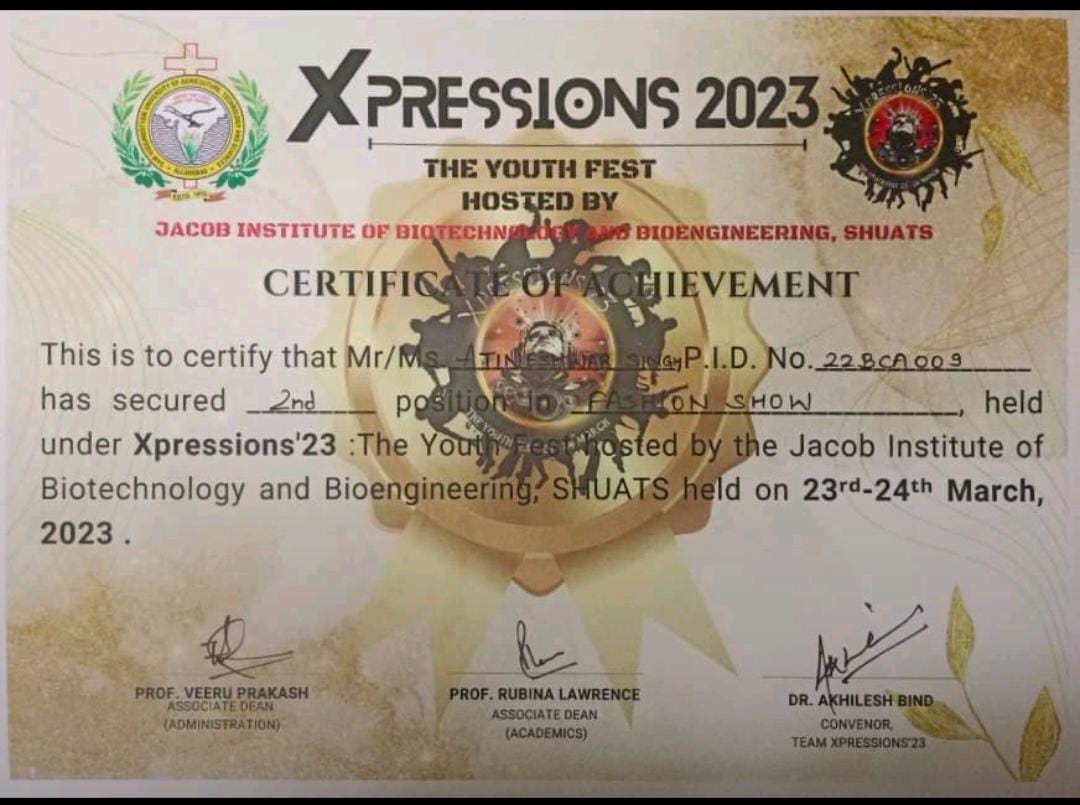 XPRESSIONS 2023
THE YOUTH FEST
HOSTED BY
JACOB INSTITUTE OF BIOTECHNOLOGY AND BIOENGINEERING, SHUATS
CERTIFICATE OF ACHIEVEMENT
This is to certify that Mr/Ms. ATINJESHWAR SINGH P.I.D. No. 22BCA009
has secured 2nd position in FASHION SHOW, held
under Xpressions'23 :The Youth Fest hosted by the Jacob Institute of
Biotechnology and Bioengineering, SHUATS held on 23rd-24th March,
2023 .
PROF. VEERU PRAKASH
ASSOCIATE DEAN
(ADMINISTRATION)
PROF. RUBINA LAWRENCE
ASSOCIATE DEAN
(ACADEMICS)
DR. AKHILESH BIND
CONVENOR,
TEAM XPRESSIONS'23